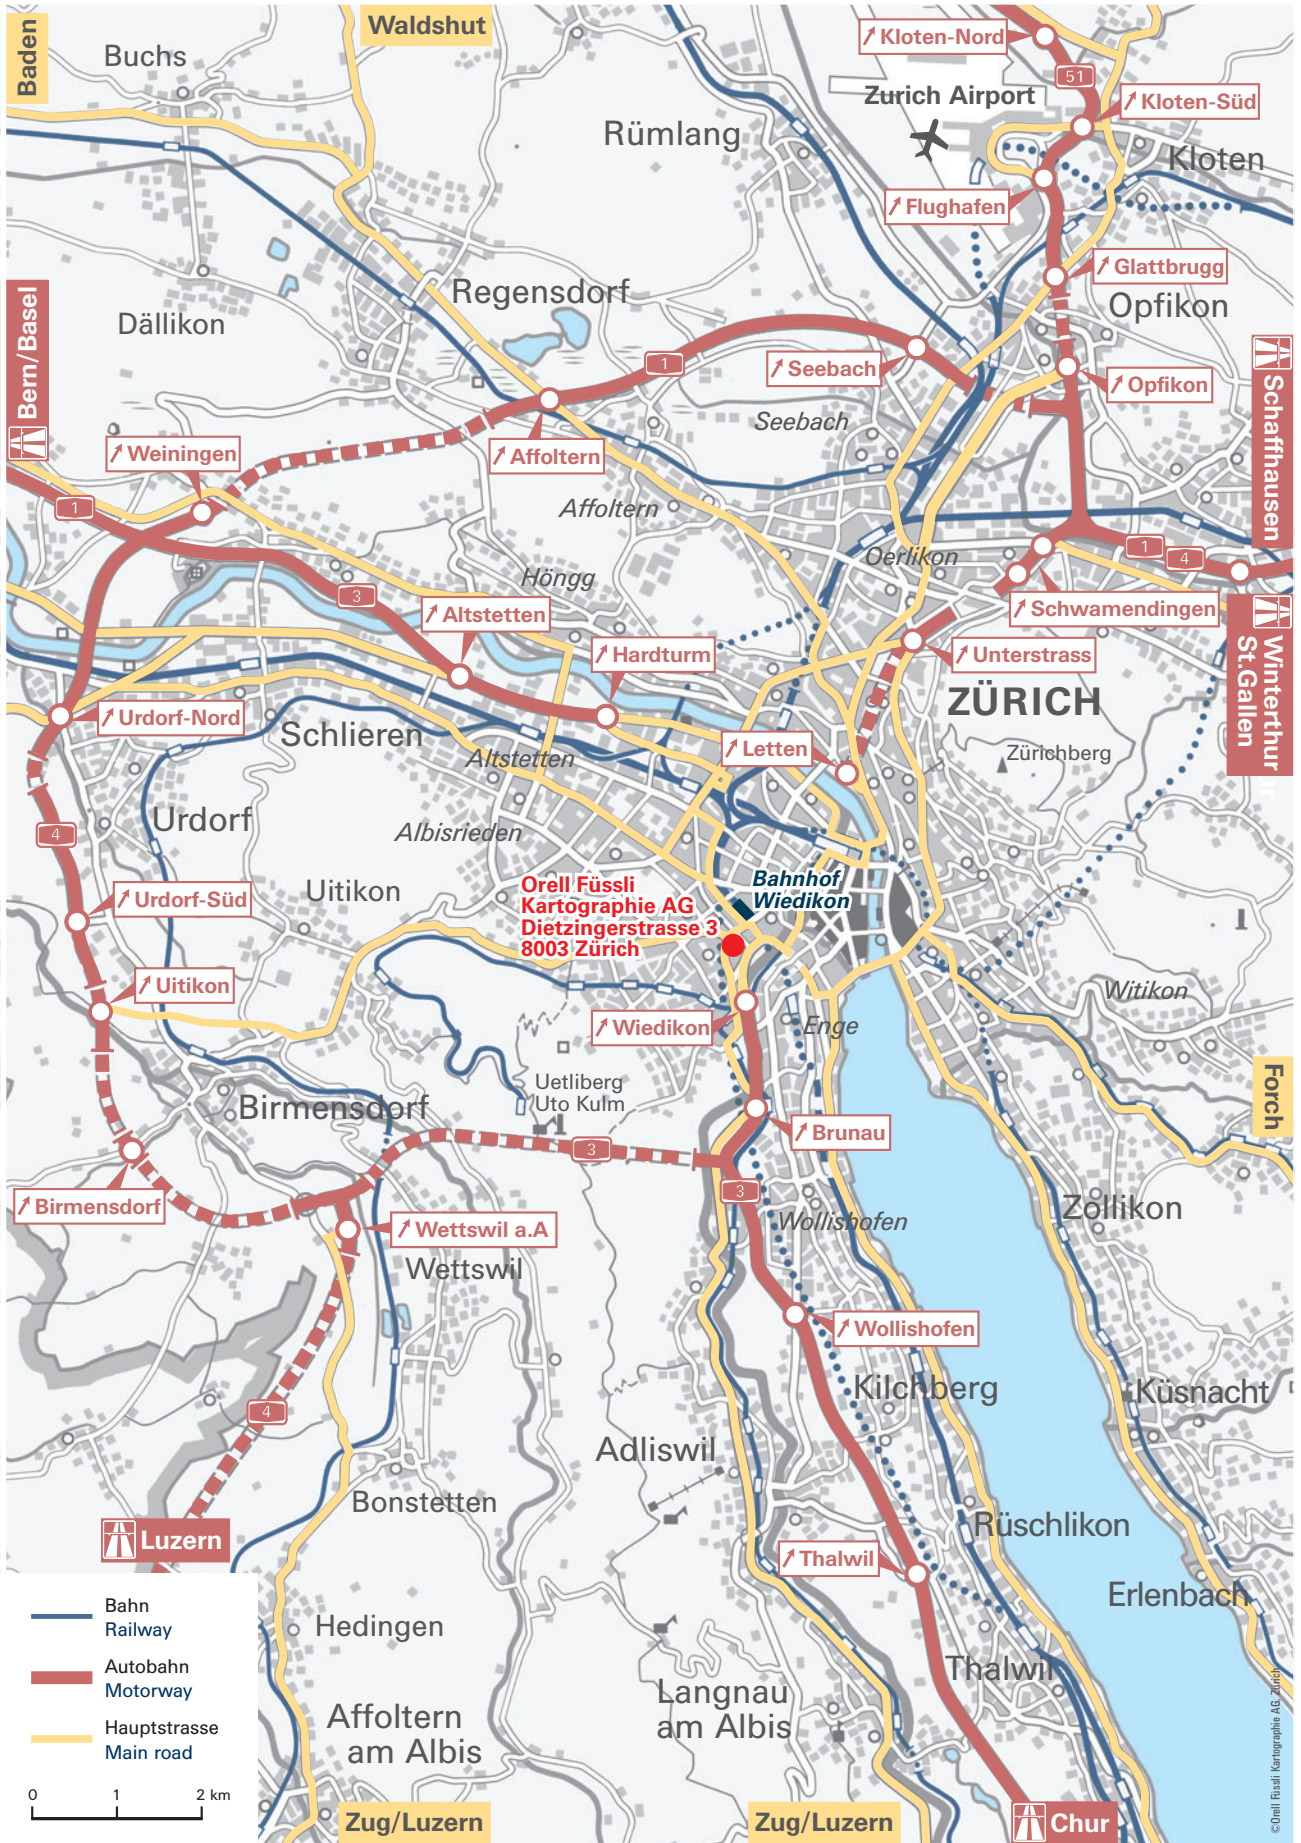 Baden
Waldshut
Buchs
Kloten-Nord
51
Zurich Airport
Kloten-Süd
Rümlang
Kloten
Flughafen
Glattbrugg
Regensdorf
Opfikon
Bern/Basel
Dällikon
1
Seebach
Opfikon
Schaffhausen
Seebach
Weiningen
Affoltern
1
Affoltern
Oerlikon
1
4
Höngg
3
Altstetten
Schwamendingen
Hardturm
Unterstrass
Winterthur
St.Gallen
ZÜRICH
Urdorf-Nord
Schlieren
Letten
Zürichberg
Altstetten
Urdorf
4
Albisrieden
Uitikon
Urdorf-Süd
Orell Füssli
Kartographie AG
Dietzingerstrasse 3
8003 Zürich
Bahnhof
Wiedikon
Uitikon
Witikon
Wiedikon
Enge
Uetliberg
Uto Kulm
Forch
Birmensdorf
Brunau
3
3
Birmensdorf
Zollikon
Wettswil a.A
Wollishofen
Wettswil
Wollishofen
Kilchberg
Küsnacht
4
Adliswil
Bonstetten
Rüschlikon
Luzern
Thalwil
Erlenbach
Bahn
Railway
Hedingen
Autobahn
Motorway
Thalwil
Langnau
am Albis
Affoltern
am Albis
Hauptstrasse
Main road
0 1 2 km
Zug/Luzern
Zug/Luzern
Chur
©Orell Füssli Kartographie AG, Zürich